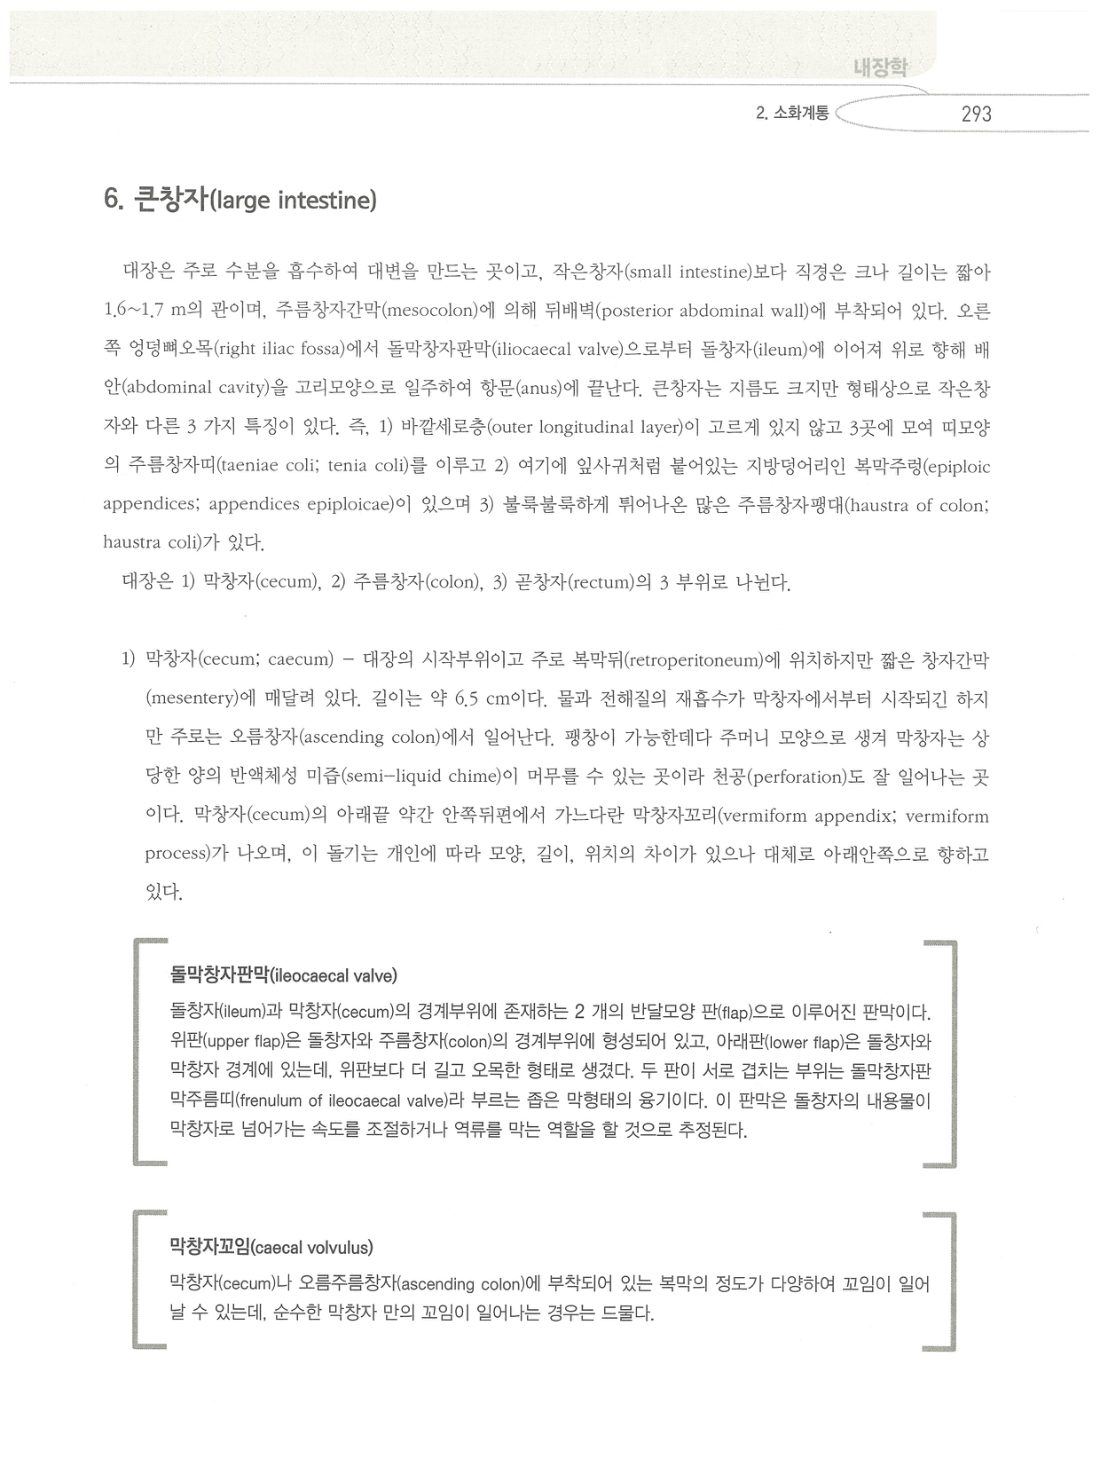 내장학
2. 소화계통
293
6. 큰창자(large intestine)
대장은 주로 수분을 흡수하여 대변을 만드는 곳이고, 작은창자(small intestine)보다 직경은 크나 길이는 짧아
1.6~1.7 m의 관이며, 주름창자간막(mesocolon)에 의해 뒤배벽(posterior abdominal wall)에 부착되어 있다. 오른
쪽 엉덩뼈오목(right iliac fossa)에서 돌막창자판막(iliocaecal valve)으로부터 돌창자(ileum)에 이어져 위로 향해 배
안(abdominal cavity)을 고리모양으로 일주하여 항문(anus)에 끝난다. 큰창자는 지름도 크지만 형태상으로 작은창
자와 다른 3 가지 특징이 있다. 즉, 1) 바깥세로층(outer longitudinal layer)이 고르게 있지 않고 3곳에 모여 띠모양
의 주름창자띠(taeniae coli; tenia coli)를 이루고 2) 여기에 잎사귀처럼 붙어있는 지방덩어리인 복막주렁(epiploic
appendices; appendices epiploicae)이 있으며 3) 불룩불룩하게 튀어나온 많은 주름창자팽대(haustra of colon;
haustra coli)가 있다.
대장은 1) 막창자(cecum), 2) 주름창자(colon), 3) 곧창자(rectum)의 3 부위로 나뉜다.
1) 막창자(cecum; caecum) - 대장의 시작부위이고 주로 복막뒤(retroperitoneum)에 위치하지만 짧은 창자간막
(mesentery)에 매달려 있다. 길이는 약 6.5 cm이다. 물과 전해질의 재흡수가 막창자에서부터 시작되긴 하지
만 주로는 오름창자(ascending colon)에서 일어난다. 팽창이 가능한데다 주머니 모양으로 생겨 막창자는 상
당한 양의 반액체성 미즙(semi-liquid chime)이 머무를 수 있는 곳이라 천공(perforation)도 잘 일어나는 곳
이다. 막창자(cecum)의 아래끝 약간 안쪽뒤편에서 가느다란 막창자꼬리(vermiform appendix; vermiform
process)가 나오며, 이 돌기는 개인에 따라 모양, 길이, 위치의 차이가 있으나 대체로 아래안쪽으로 향하고
있다.
돌막창자판막(ileocaecal valve)
돌창자(ileum)과 막창자(cecum)의 경계부위에 존재하는 2 개의 반달모양 판(flap)으로 이루어진 판막이다.
위판(upper flap)은 돌창자와 주름창자(colon)의 경계부위에 형성되어 있고, 아래판(lower flap)은 돌창자와
막창자 경계에 있는데, 위판보다 더 길고 오목한 형태로 생겼다. 두 판이 서로 겹치는 부위는 돌막창자판
막주름띠(frenulum of ileocaecal valve)라 부르는 좁은 막형태의 융기이다. 이 판막은 돌창자의 내용물이
막창자로 넘어가는 속도를 조절하거나 역류를 막는 역할을 할 것으로 추정된다.
막창자꼬임(caecal volvulus)
막창자(cecum)나 오름주름창자(ascending colon)에 부착되어 있는 복막의 정도가 다양하여 꼬임이 일어
날 수 있는데, 순수한 막창자 만의 꼬임이 일어나는 경우는 드물다.